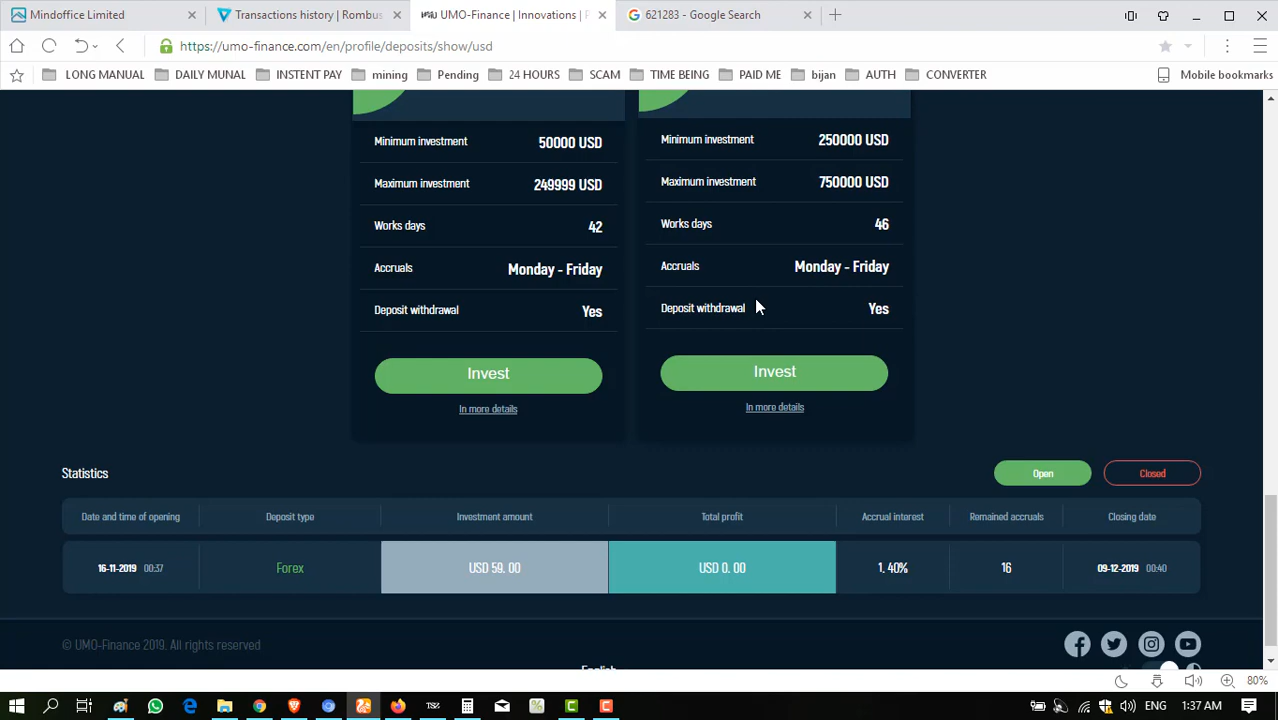 Mindoffice Limited
Transactions history | Rombus
UMO-Finance | Innovations | P
621283 - Google Search
https://umo-finance.com/en/profile/deposits/show/usd
LONG MANUAL DAILY MUNAL INSTENT PAY mining Pending 24 HOURS SCAM TIME BEING PAID ME bijan AUTH CONVERTER Mobile bookmarks
Minimum investment 50000 USD
Maximum investment 249999 USD
Works days 42
Accruals Monday - Friday
Deposit withdrawal Yes
Invest
In more details
Minimum investment 250000 USD
Maximum investment 750000 USD
Works days 46
Accruals Monday - Friday
Deposit withdrawal Yes
Invest
In more details
Statistics Open Closed
Date and time of opening Deposit type Investment amount Total profit Accrual interest Remained accruals Closing date
16-11-2019 00:37 Forex USD 59. 00 USD 0. 00 1. 40% 16 09-12-2019 00:40
© UMO-Finance 2019. All rights reserved
English
80%
1:37 AM